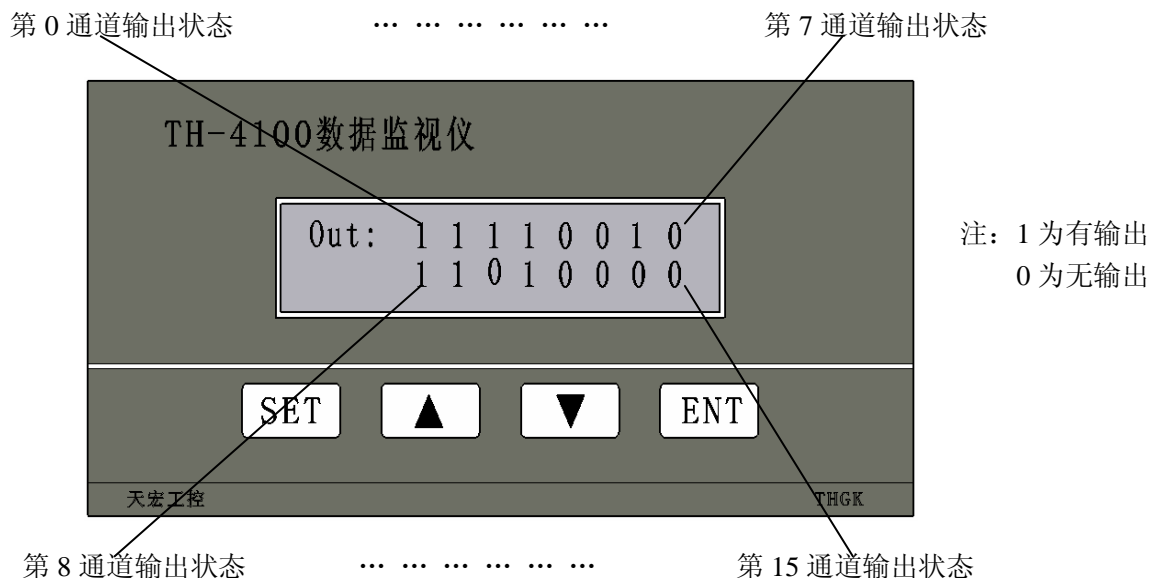 第 0 通道输出状态 … … … … … … 第 7 通道输出状态
TH-4100数据监视仪
Out: 1 1 1 1 0 0 1 0
1 1 0 1 0 0 0 0
注：1 为有输出
0 为无输出
SET ▲ ▼ ENT
天宏工控 THGK
第 8 通道输出状态 … … … … … … 第 15 通道输出状态